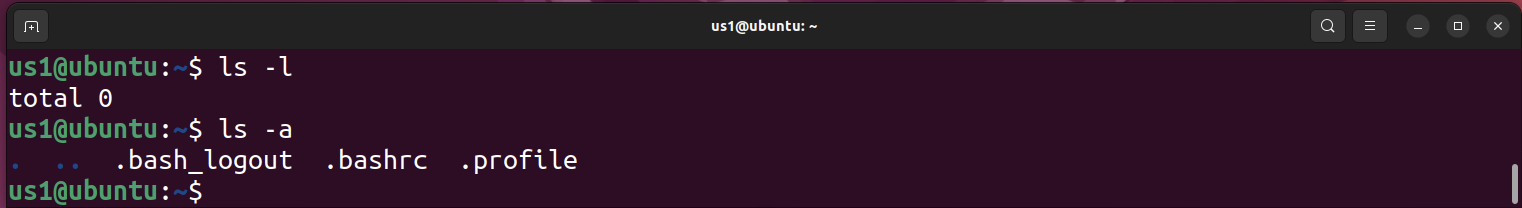 us1@ubuntu: ~
us1@ubuntu:~$ ls -l
total 0
us1@ubuntu:~$ ls -a
.  ..  .bash_logout  .bashrc  .profile
us1@ubuntu:~$